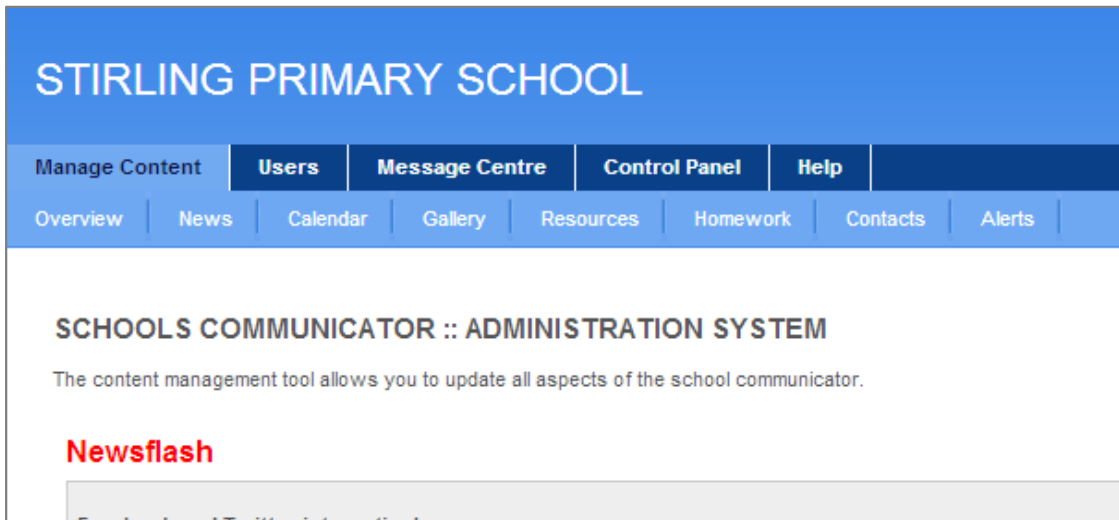 STIRLING PRIMARY SCHOOL
Manage Content Users Message Centre Control Panel Help
Overview News Calendar Gallery Resources Homework Contacts Alerts
SCHOOLS COMMUNICATOR :: ADMINISTRATION SYSTEM
The content management tool allows you to update all aspects of the school communicator.
Newsflash